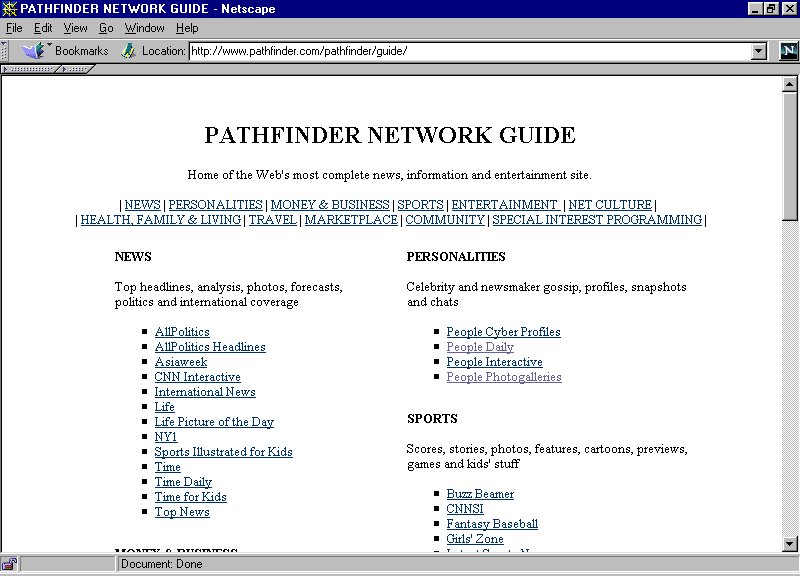 PATHFINDER NETWORK GUIDE - Netscape
File Edit View Go Window Help
Bookmarks Location: http://www.pathfinder.com/pathfinder/guide/
N
PATHFINDER NETWORK GUIDE
Home of the Web's most complete news, information and entertainment site.
| NEWS | PERSONALITIES | MONEY & BUSINESS | SPORTS | ENTERTAINMENT | NET CULTURE |
| HEALTH, FAMILY & LIVING | TRAVEL | MARKETPLACE | COMMUNITY | SPECIAL INTEREST PROGRAMMING |
NEWS
Top headlines, analysis, photos, forecasts,
politics and international coverage
AllPolitics
AllPolitics Headlines
Asiaweek
CNN Interactive
International News
Life
Life Picture of the Day
NY1
Sports Illustrated for Kids
Time
Time Daily
Time for Kids
Top News
MONEY & BUSINESS
PERSONALITIES
Celebrity and newsmaker gossip, profiles, snapshots
and chats
People Cyber Profiles
People Daily
People Interactive
People Photogalleries
SPORTS
Scores, stories, photos, features, cartoons, previews,
games and kids' stuff
Buzz Beamer
CNNSI
Fantasy Baseball
Girls' Zone
Document: Done